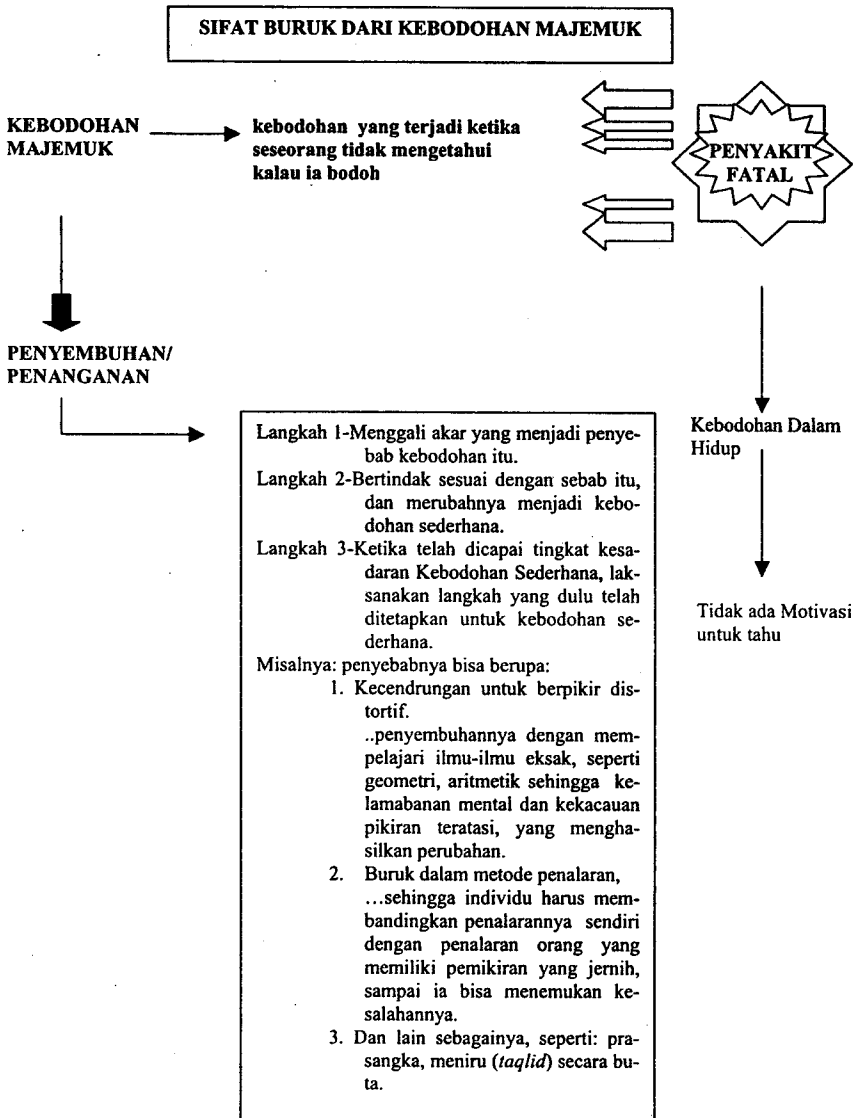 SIFAT BURUK DARI KEBODOHAN MAJEMUK
KEBODOHAN
MAJEMUK
kebodohan yang terjadi ketika
seseorang tidak mengetahui
kalau ia bodoh
PENYAKIT
FATAL
PENYEMBUHAN/
PENANGANAN
Langkah 1-Menggali akar yang menjadi penye-
bab kebodohan itu.
Langkah 2-Bertindak sesuai dengan sebab itu,
dan merubahnya menjadi kebo-
dohan sederhana.
Langkah 3-Ketika telah dicapai tingkat kesa-
daran Kebodohan Sederhana, lak-
sanakan langkah yang dulu telah
ditetapkan untuk kebodohan se-
derhana.
Misalnya: penyebabnya bisa berupa:
1. Kecendrungan untuk berpikir dis-
tortif.
..penyembuhannya dengan mem-
pelajari ilmu-ilmu eksak, seperti
geometri, aritmetik sehingga ke-
lamabanan mental dan kekacauan
pikiran teratasi, yang mengha-
silkan perubahan.
2. Buruk dalam metode penalaran,
...sehingga individu harus mem-
bandingkan penalarannya sendiri
dengan penalaran orang yang
memiliki pemikiran yang jernih,
sampai ia bisa menemukan ke-
salahannya.
3. Dan lain sebagainya, seperti: pra-
sangka, meniru (taqlid) secara bu-
ta.
Kebodohan Dalam
Hidup
Tidak ada Motivasi
untuk tahu